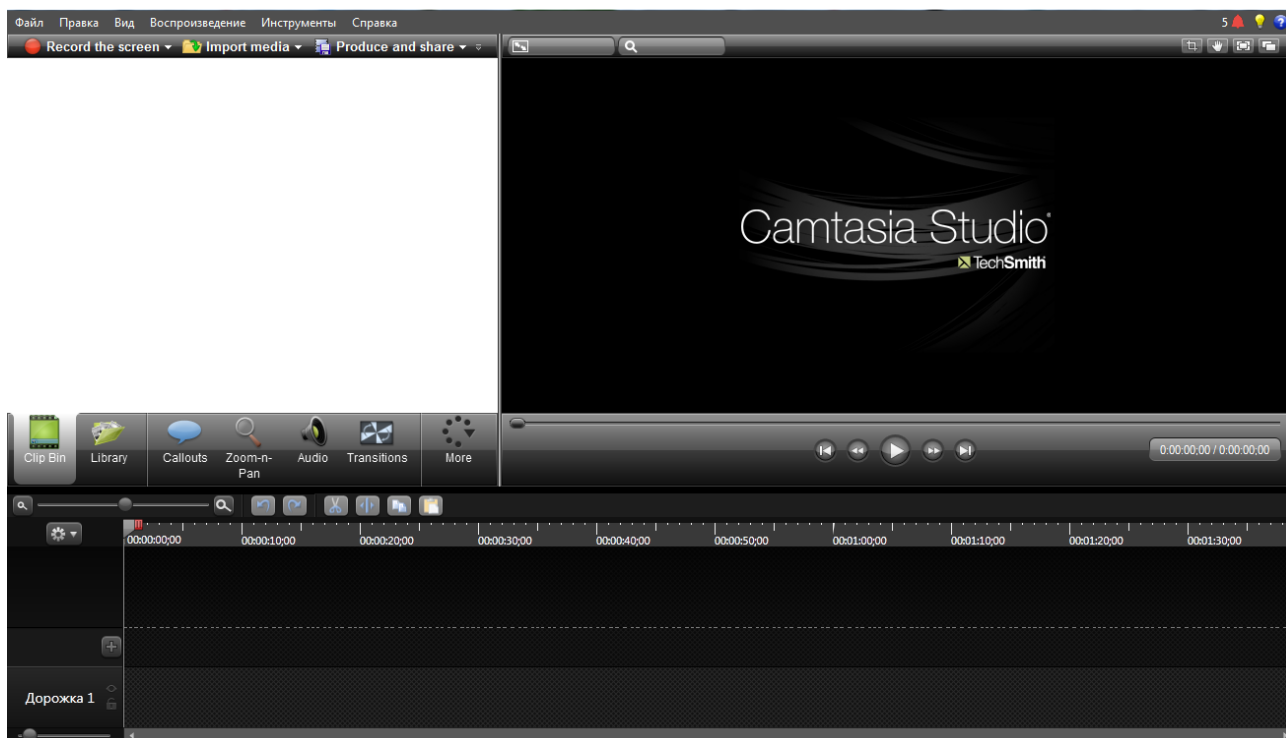 Файл Правка Вид Воспроизведение Инструменты Справка 5
Record the screen Import media Produce and share
Camtasia Studio
TechSmith
Clip Bin Library Callouts Zoom-n-Pan Audio Transitions More
0:00:00;00 / 0:00:00;00
00:00:00;00 00:00:10;00 00:00:20;00 00:00:30;00 00:00:40;00 00:00:50;00 00:01:00;00 00:01:10;00 00:01:20;00 00:01:30;00
Дорожка 1